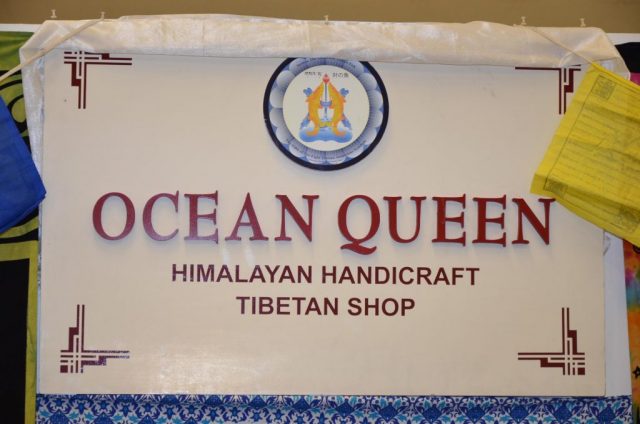 OCEAN QUEEN
HIMALAYAN HANDICRAFT
TIBETAN SHOP